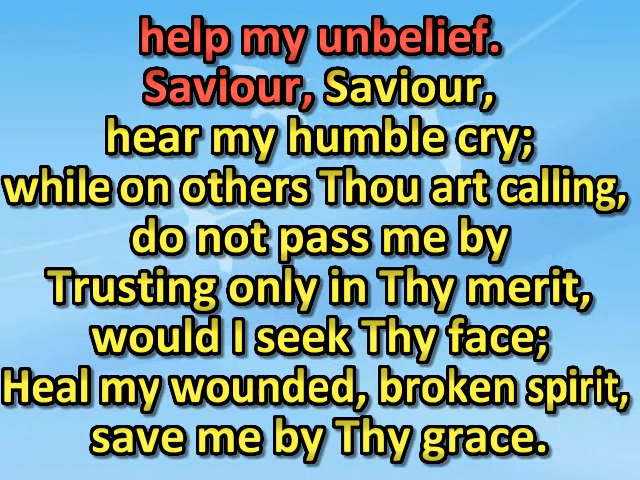 help my unbelief.
Saviour, Saviour,
hear my humble cry;
while on others Thou art calling,
do not pass me by
Trusting only in Thy merit,
would I seek Thy face;
Heal my wounded, broken spirit,
save me by Thy grace.